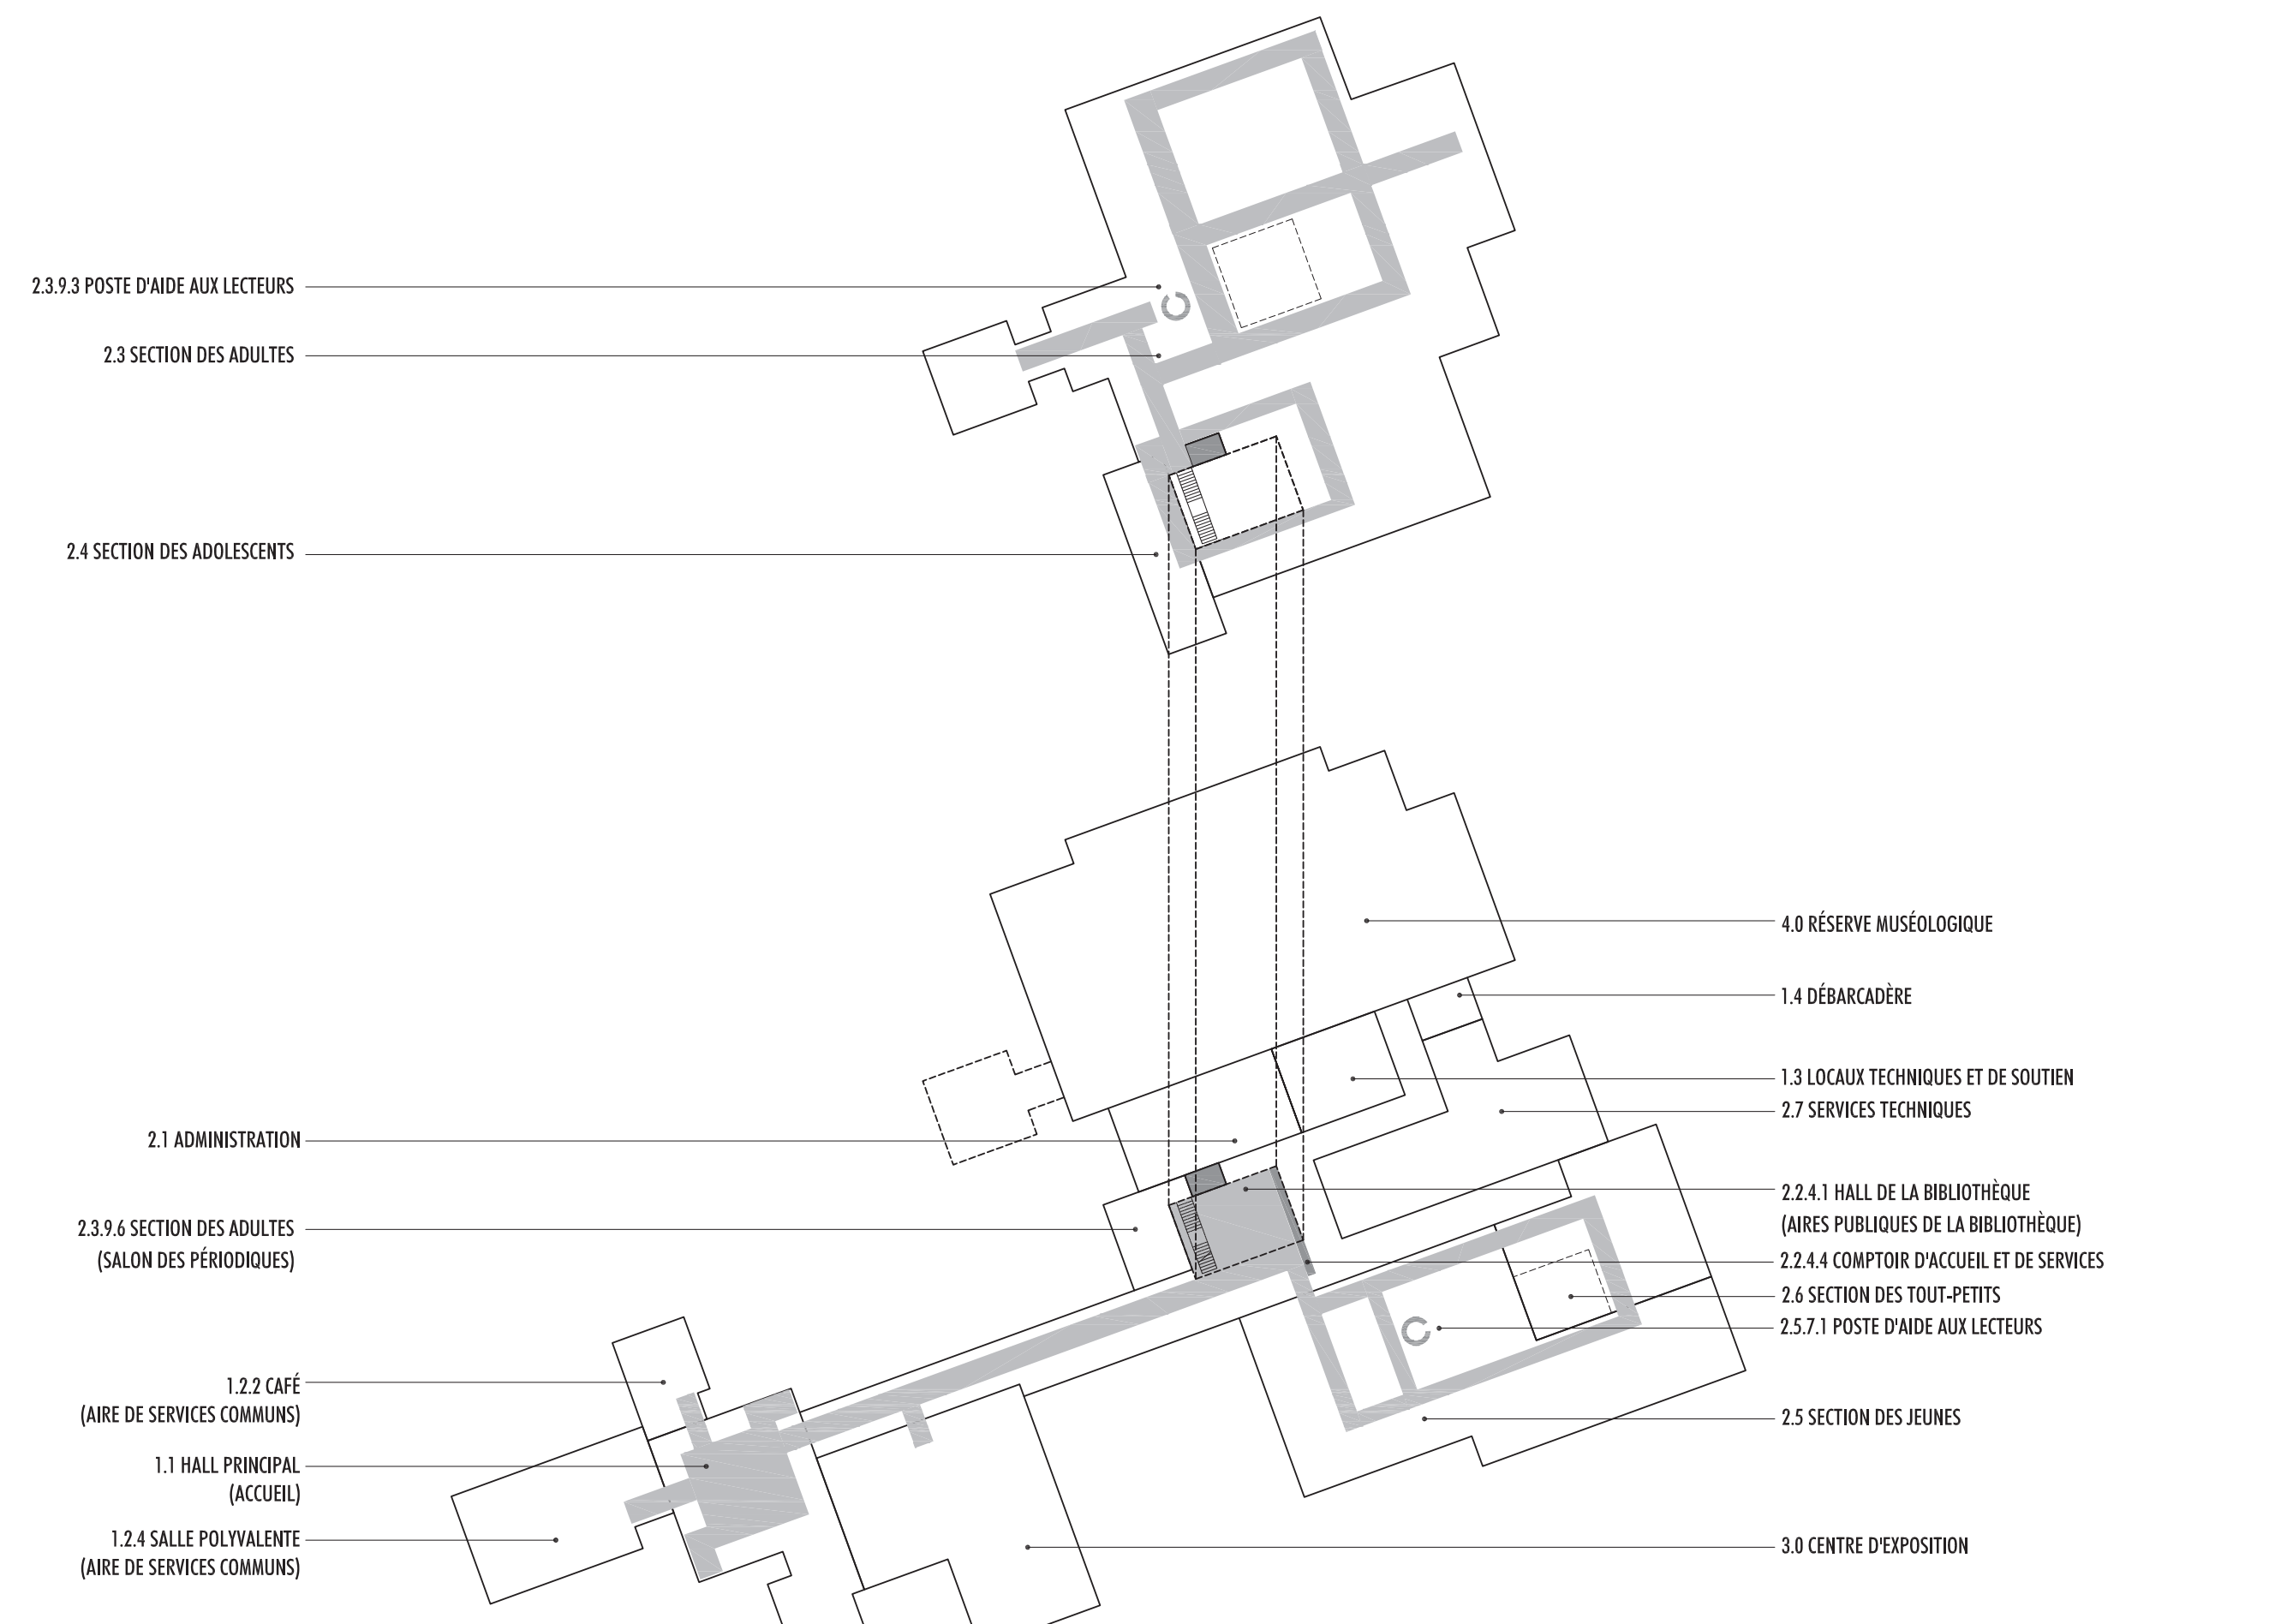 2.3.9.3 POSTE D'AIDE AUX LECTEURS
2.3 SECTION DES ADULTES
2.4 SECTION DES ADOLESCENTS
4.0 RÉSERVE MUSÉOLOGIQUE
1.4 DÉBARCADÈRE
1.3 LOCAUX TECHNIQUES ET DE SOUTIEN
2.7 SERVICES TECHNIQUES
2.1 ADMINISTRATION
2.2.4.1 HALL DE LA BIBLIOTHÈQUE
(AIRES PUBLIQUES DE LA BIBLIOTHÈQUE)
2.3.9.6 SECTION DES ADULTES
(SALON DES PÉRIODIQUES)
2.2.4.4 COMPTOIR D'ACCUEIL ET DE SERVICES
2.6 SECTION DES TOUT-PETITS
2.5.7.1 POSTE D'AIDE AUX LECTEURS
1.2.2 CAFÉ
(AIRE DE SERVICES COMMUNS)
2.5 SECTION DES JEUNES
1.1 HALL PRINCIPAL
(ACCUEIL)
1.2.4 SALLE POLYVALENTE
(AIRE DE SERVICES COMMUNS)
3.0 CENTRE D'EXPOSITION